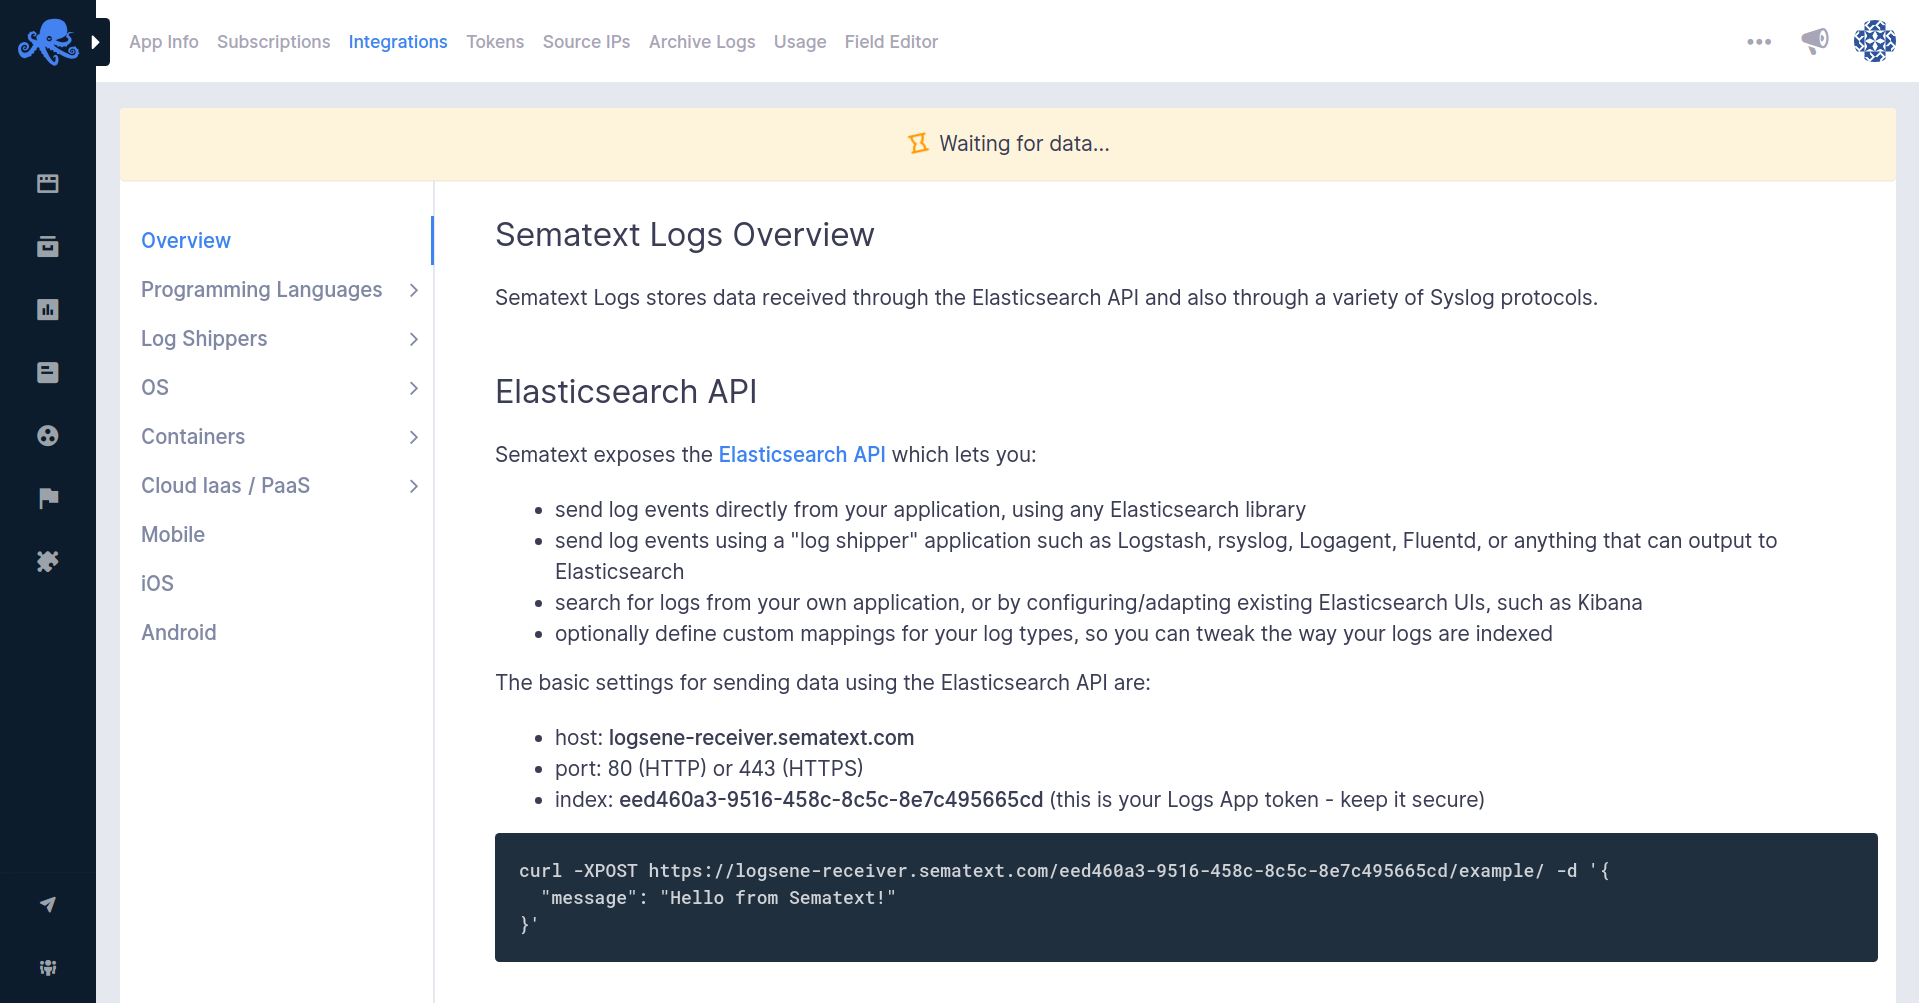 App Info Subscriptions Integrations Tokens Source IPs Archive Logs Usage Field Editor
Waiting for data...
Overview
Programming Languages
Log Shippers
OS
Containers
Cloud Iaas / PaaS
Mobile
iOS
Android
Sematext Logs Overview
Sematext Logs stores data received through the Elasticsearch API and also through a variety of Syslog protocols.
Elasticsearch API
Sematext exposes the Elasticsearch API which lets you:
• send log events directly from your application, using any Elasticsearch library
• send log events using a "log shipper" application such as Logstash, rsyslog, Logagent, Fluentd, or anything that can output to
Elasticsearch
• search for logs from your own application, or by configuring/adapting existing Elasticsearch UIs, such as Kibana
• optionally define custom mappings for your log types, so you can tweak the way your logs are indexed
The basic settings for sending data using the Elasticsearch API are:
• host: logsene-receiver.sematext.com
• port: 80 (HTTP) or 443 (HTTPS)
• index: eed460a3-9516-458c-8c5c-8e7c495665cd (this is your Logs App token - keep it secure)
curl -XPOST https://logsene-receiver.sematext.com/eed460a3-9516-458c-8c5c-8e7c495665cd/example/ -d '{
"message": "Hello from Sematext!"
}'